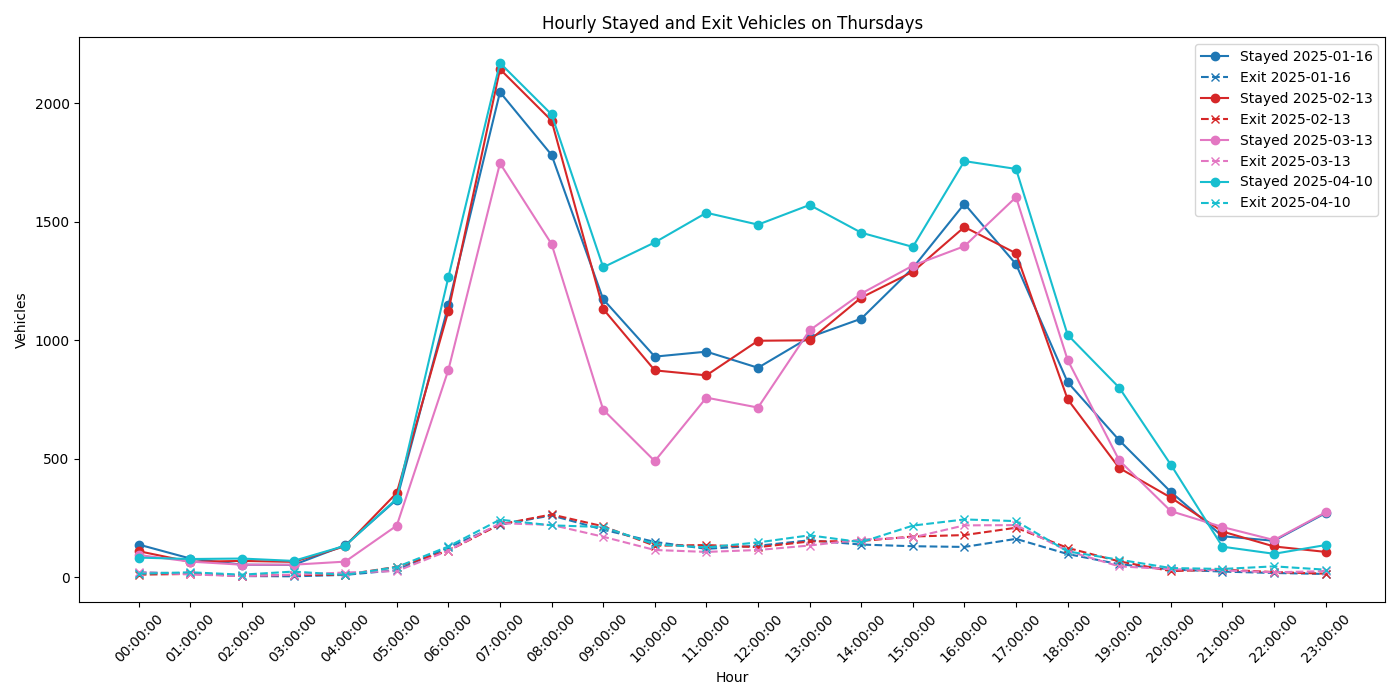 Hourly Stayed and Exit Vehicles on Thursdays
Stayed 2025-01-16
Exit 2025-01-16
Stayed 2025-02-13
Exit 2025-02-13
Stayed 2025-03-13
Exit 2025-03-13
Stayed 2025-04-10
Exit 2025-04-10
Vehicles
2000
1500
1000
500
0
00:00:00
01:00:00
02:00:00
03:00:00
04:00:00
05:00:00
06:00:00
07:00:00
08:00:00
09:00:00
10:00:00
11:00:00
12:00:00
13:00:00
14:00:00
15:00:00
16:00:00
17:00:00
18:00:00
19:00:00
20:00:00
21:00:00
22:00:00
23:00:00
Hour